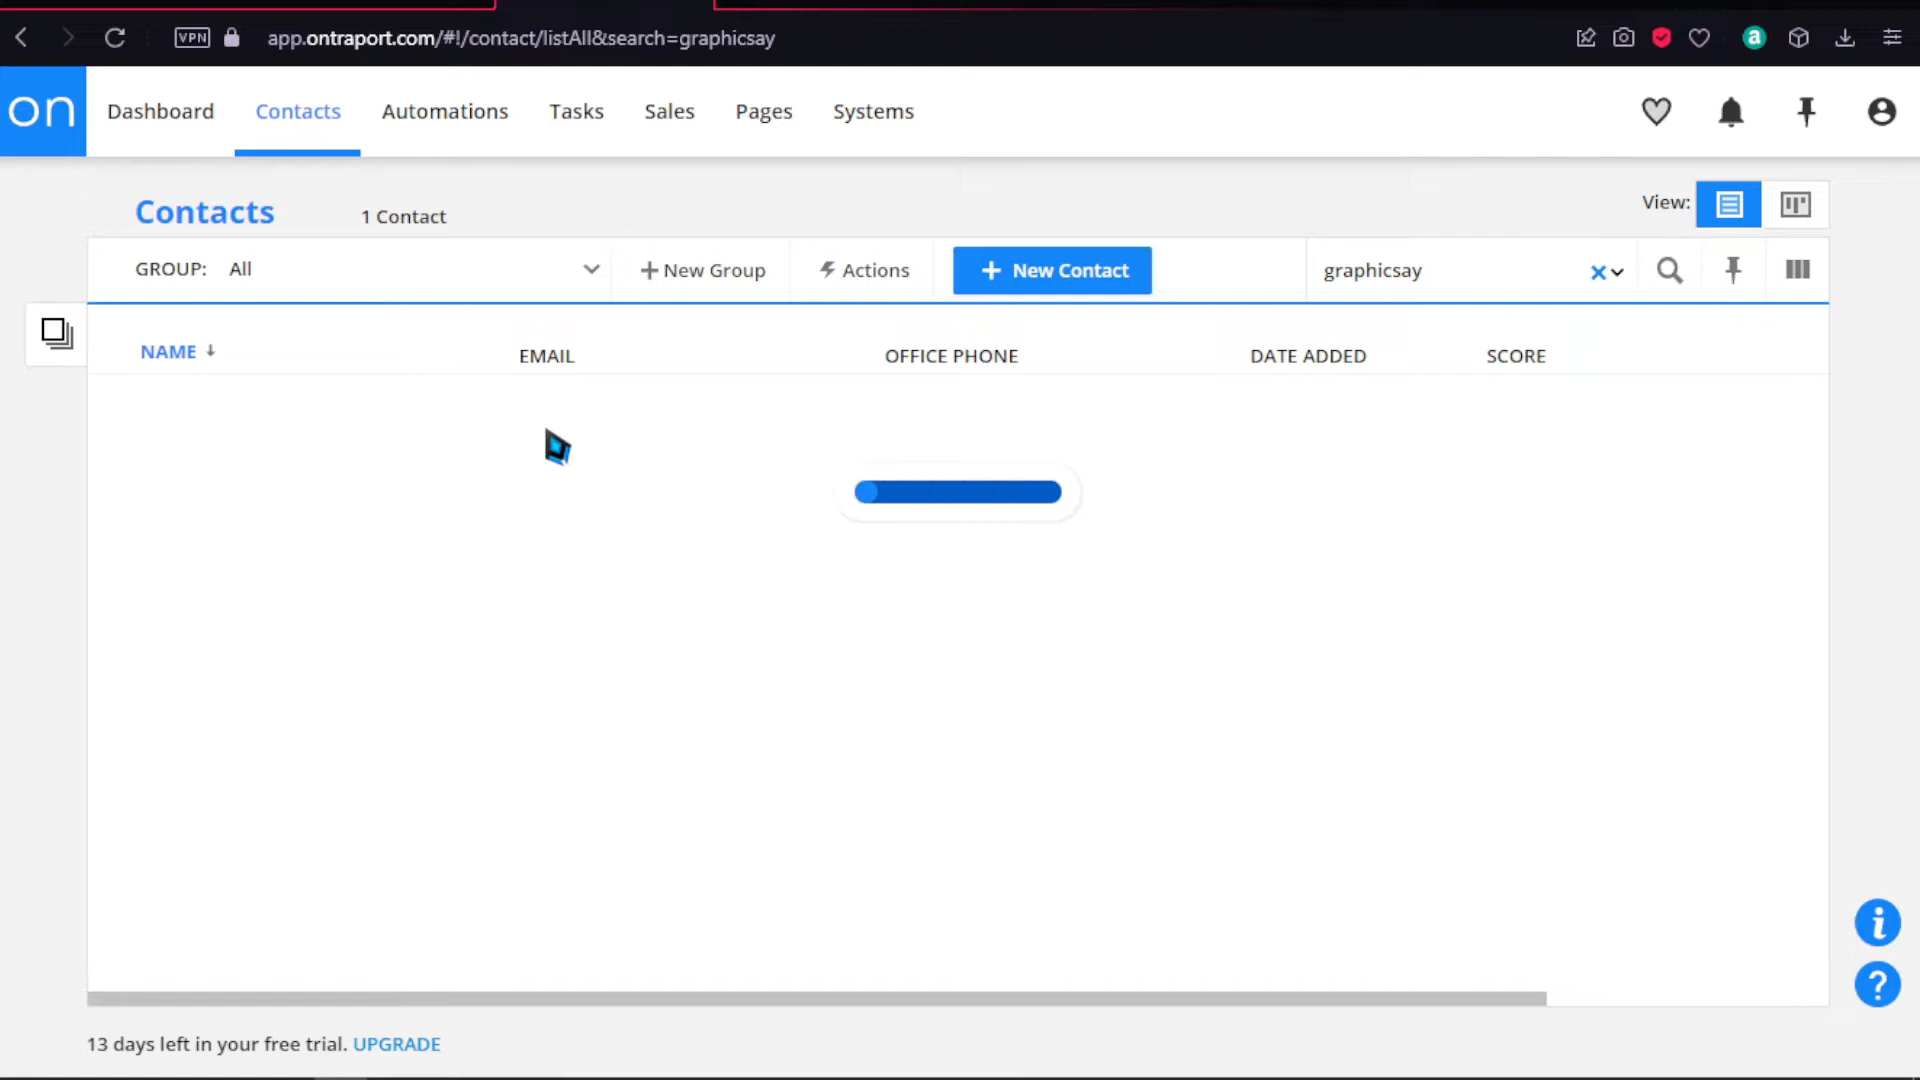 VPN app.ontraport.com/#!/contact/listAll&search=graphicsay a
on Dashboard Contacts Automations Tasks Sales Pages Systems
Contacts 1 Contact View:
GROUP: All New Group Actions + New Contact graphicsay
NAME EMAIL OFFICE PHONE DATE ADDED SCORE
i
?
13 days left in your free trial. UPGRADE